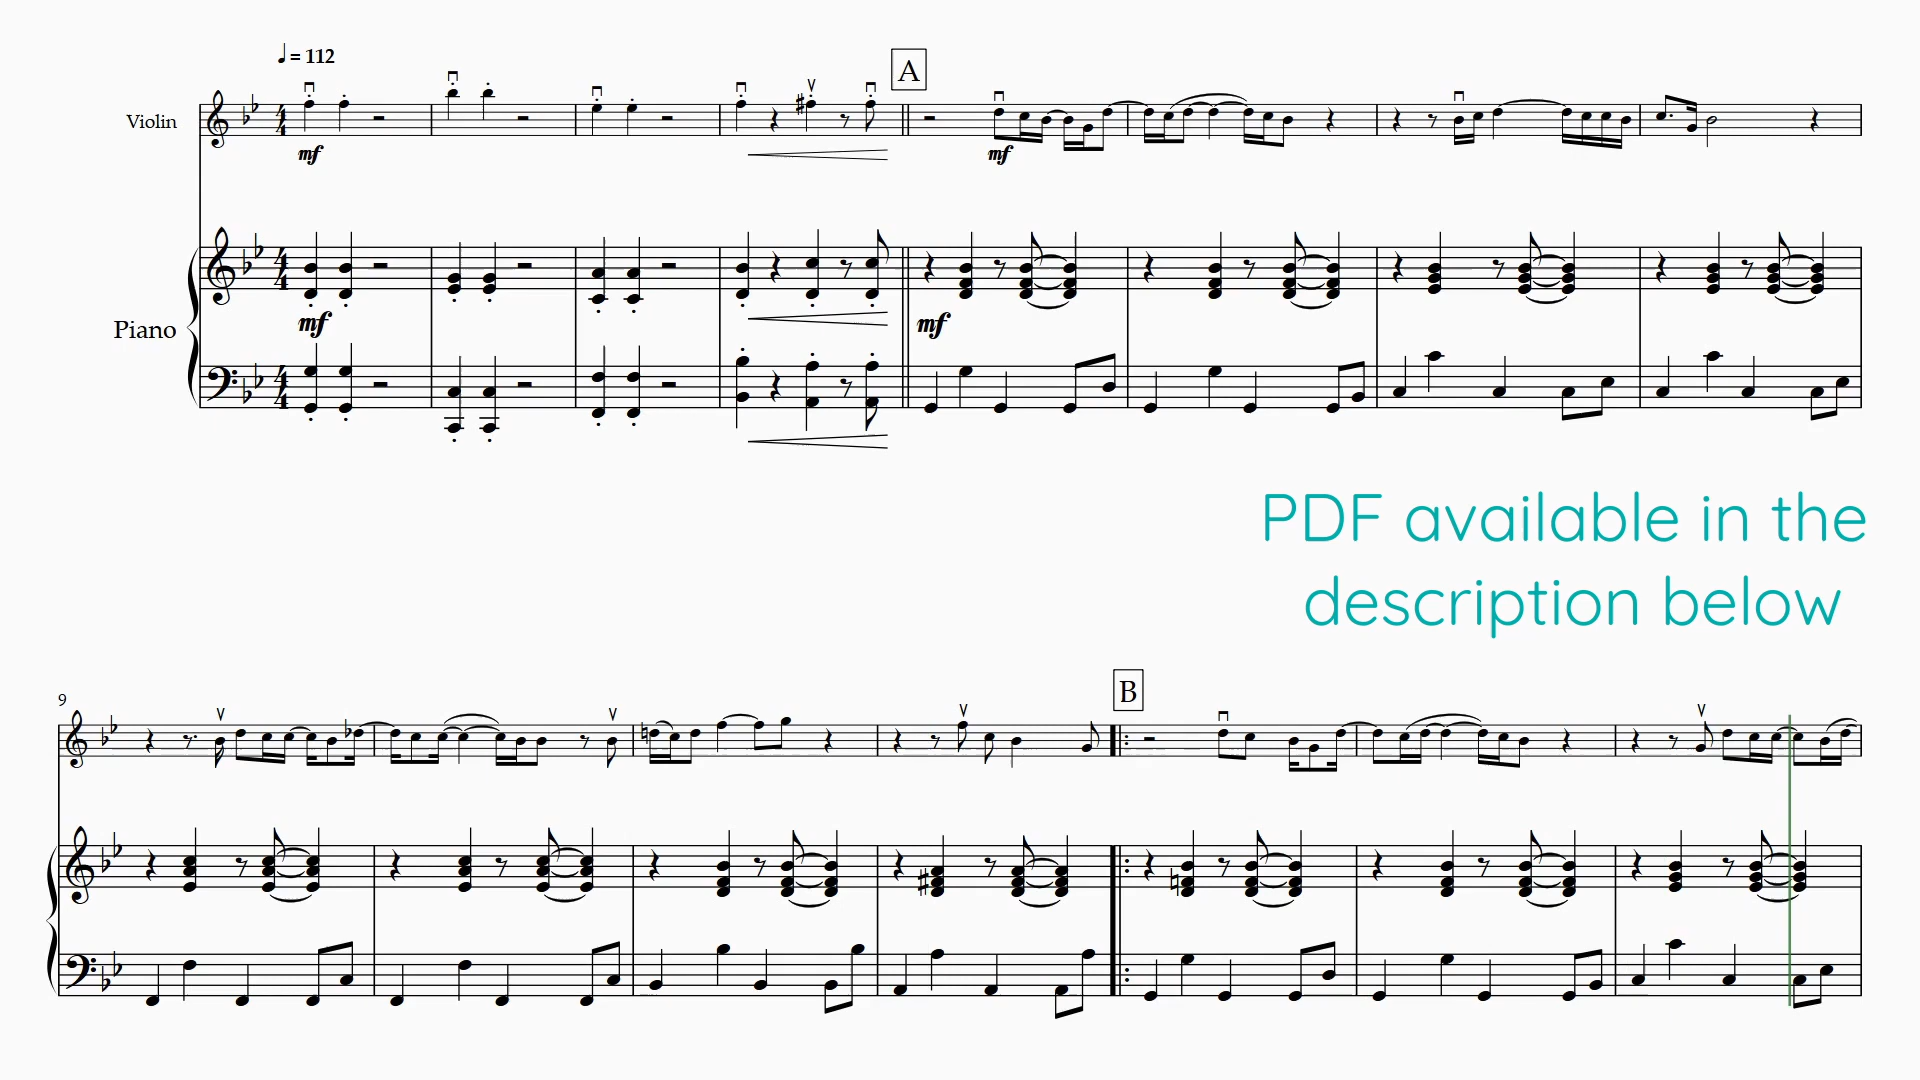 ♩= 112
A
Violin
mf
mf
Piano
mf
mf
PDF available in the
description below
9
B